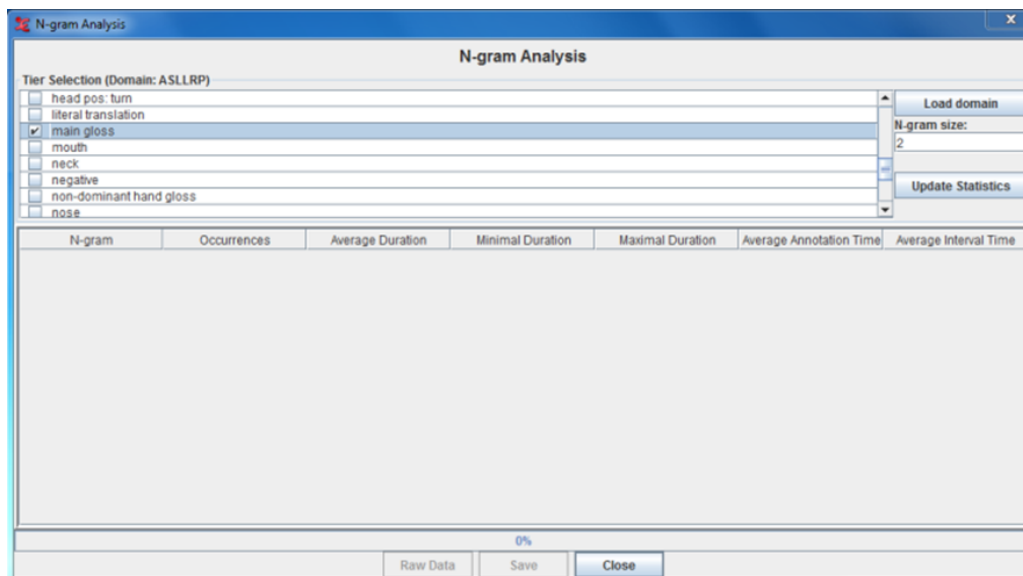 N-gram Analysis
N-gram Analysis
Tier Selection (Domain: ASLLRP)
head pos: turn
literal translation
main gloss
mouth
neck
negative
non-dominant hand gloss
nose
Load domain
N-gram size:
2
Update Statistics
N-gram Occurrences Average Duration Minimal Duration Maximal Duration Average Annotation Time Average Interval Time
0%
Raw Data Save Close